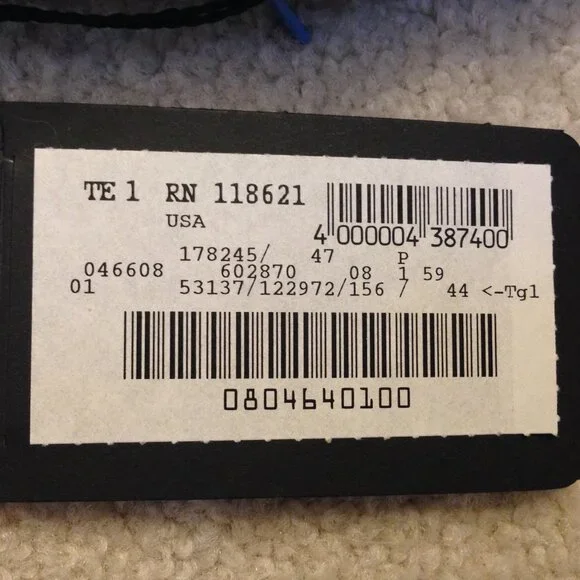 TE 1 RN 118621
USA
4 000004 387400
178245/ 47 P
046608 602870 08 1 59
01 53137/122972/156 / 44 <-Tg1
0804640100